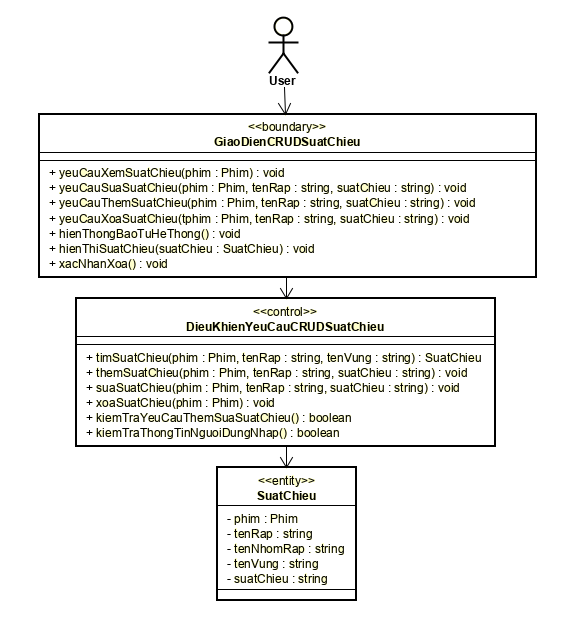 User
<<boundary>>
GiaoDienCRUDSuatChieu
+ yeuCauXemSuatChieu(phim : Phim) : void
+ yeuCauSuaSuatChieu(phim : Phim, tenRap : string, suatChieu : string) : void
+ yeuCauThemSuatChieu(phim : Phim, tenRap : string, suatChieu : string) : void
+ yeuCauXoaSuatChieu(tphim : Phim, tenRap : string, suatChieu : string) : void
+ hienThongBaoTuHeThong() : void
+ hienThiSuatChieu(suatChieu : SuatChieu) : void
+ xacNhanXoa() : void
<<control>>
DieuKhienYeuCauCRUDSuatChieu
+ timSuatChieu(phim : Phim, tenRap : string, tenVung : string) : SuatChieu
+ themSuatChieu(phim : Phim, tenRap : string, suatChieu : string) : void
+ suaSuatChieu(phim : Phim, tenRap : string, suatChieu : string) : void
+ xoaSuatChieu(phim : Phim) : void
+ kiemTraYeuCauThemSuaSuatChieu() : boolean
+ kiemTraThongTinNguoiDungNhap() : boolean
<<entity>>
SuatChieu
- phim : Phim
- tenRap : string
- tenNhomRap : string
- tenVung : string
- suatChieu : string